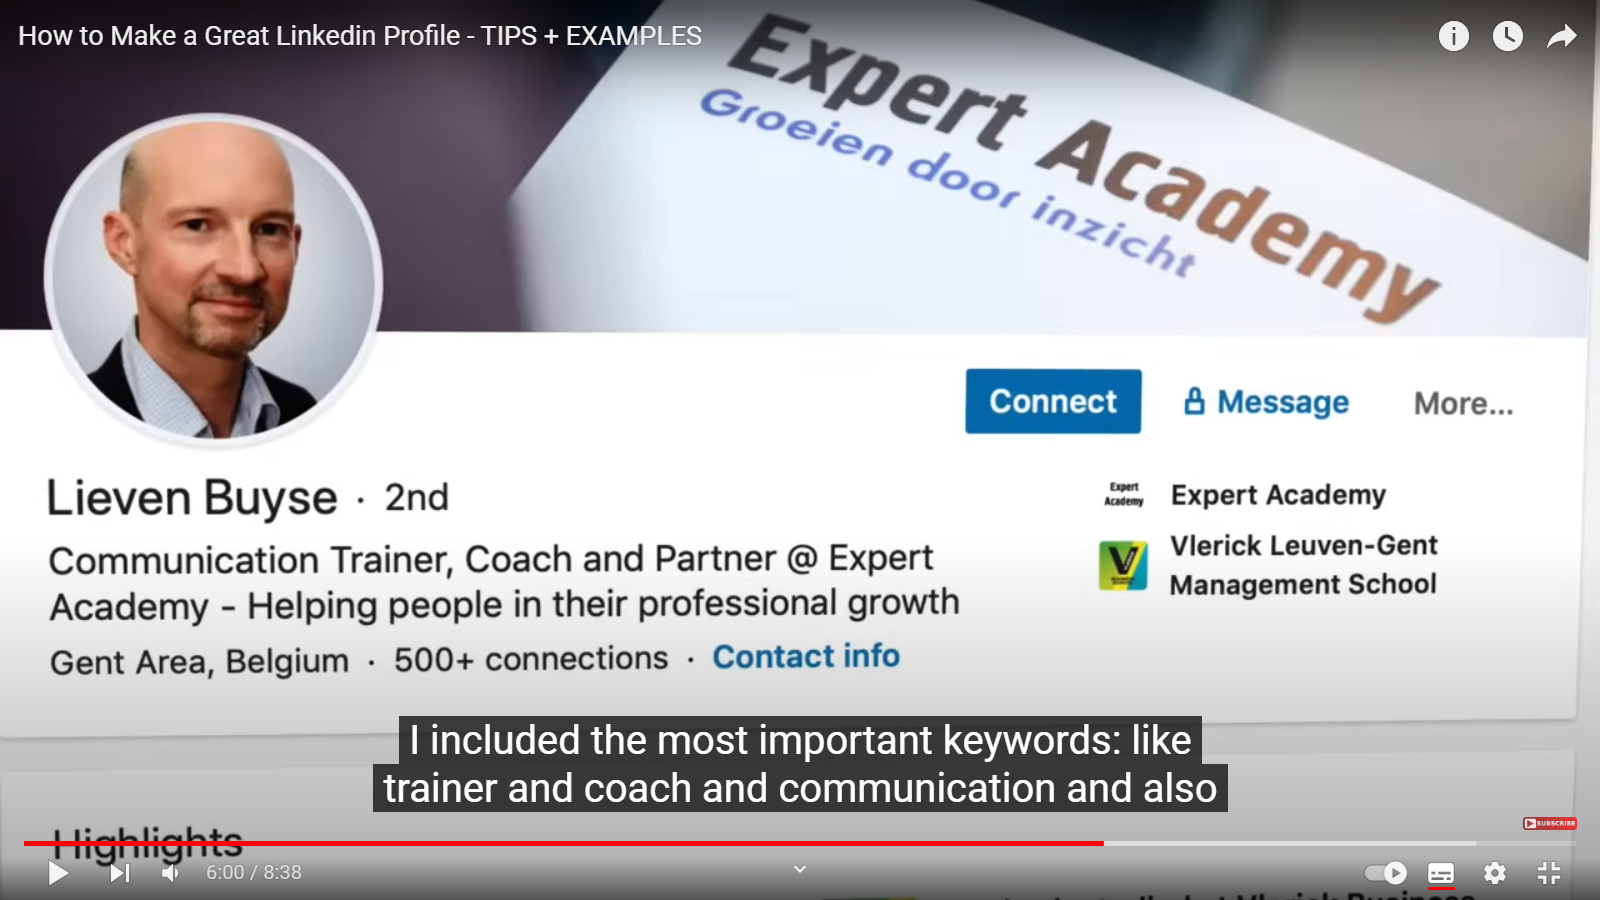 How to Make a Great Linkedin Profile - TIPS + EXAMPLES
Expert Academy
Groeien door inzicht
Connect
Message
More...
Lieven Buyse · 2nd
Expert Academy
Expert Academy
Communication Trainer, Coach and Partner @ Expert
Academy - Helping people in their professional growth
Vlerick Leuven-Gent
Management School
Gent Area, Belgium · 500+ connections · Contact info
I included the most important keywords: like
trainer and coach and communication and also
SUBSCRIBE
Highlights
6:00 / 8:38